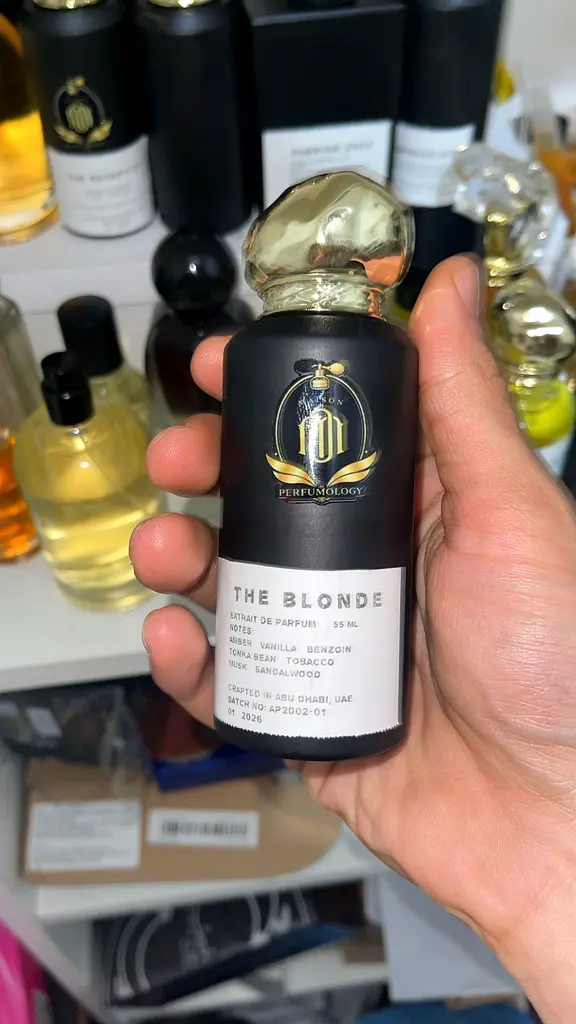 MAISON
PERFUMOLOGY
THE BLONDE
EXTRAIT DE PARFUM 55 ML
NOTES:
AMBER VANILLA BENZOIN
TONKA BEAN TOBACCO
MUSK SANDALWOOD
CRAFTED IN ABU DHABI, UAE
BATCH NO: AP2002-01
01 2026